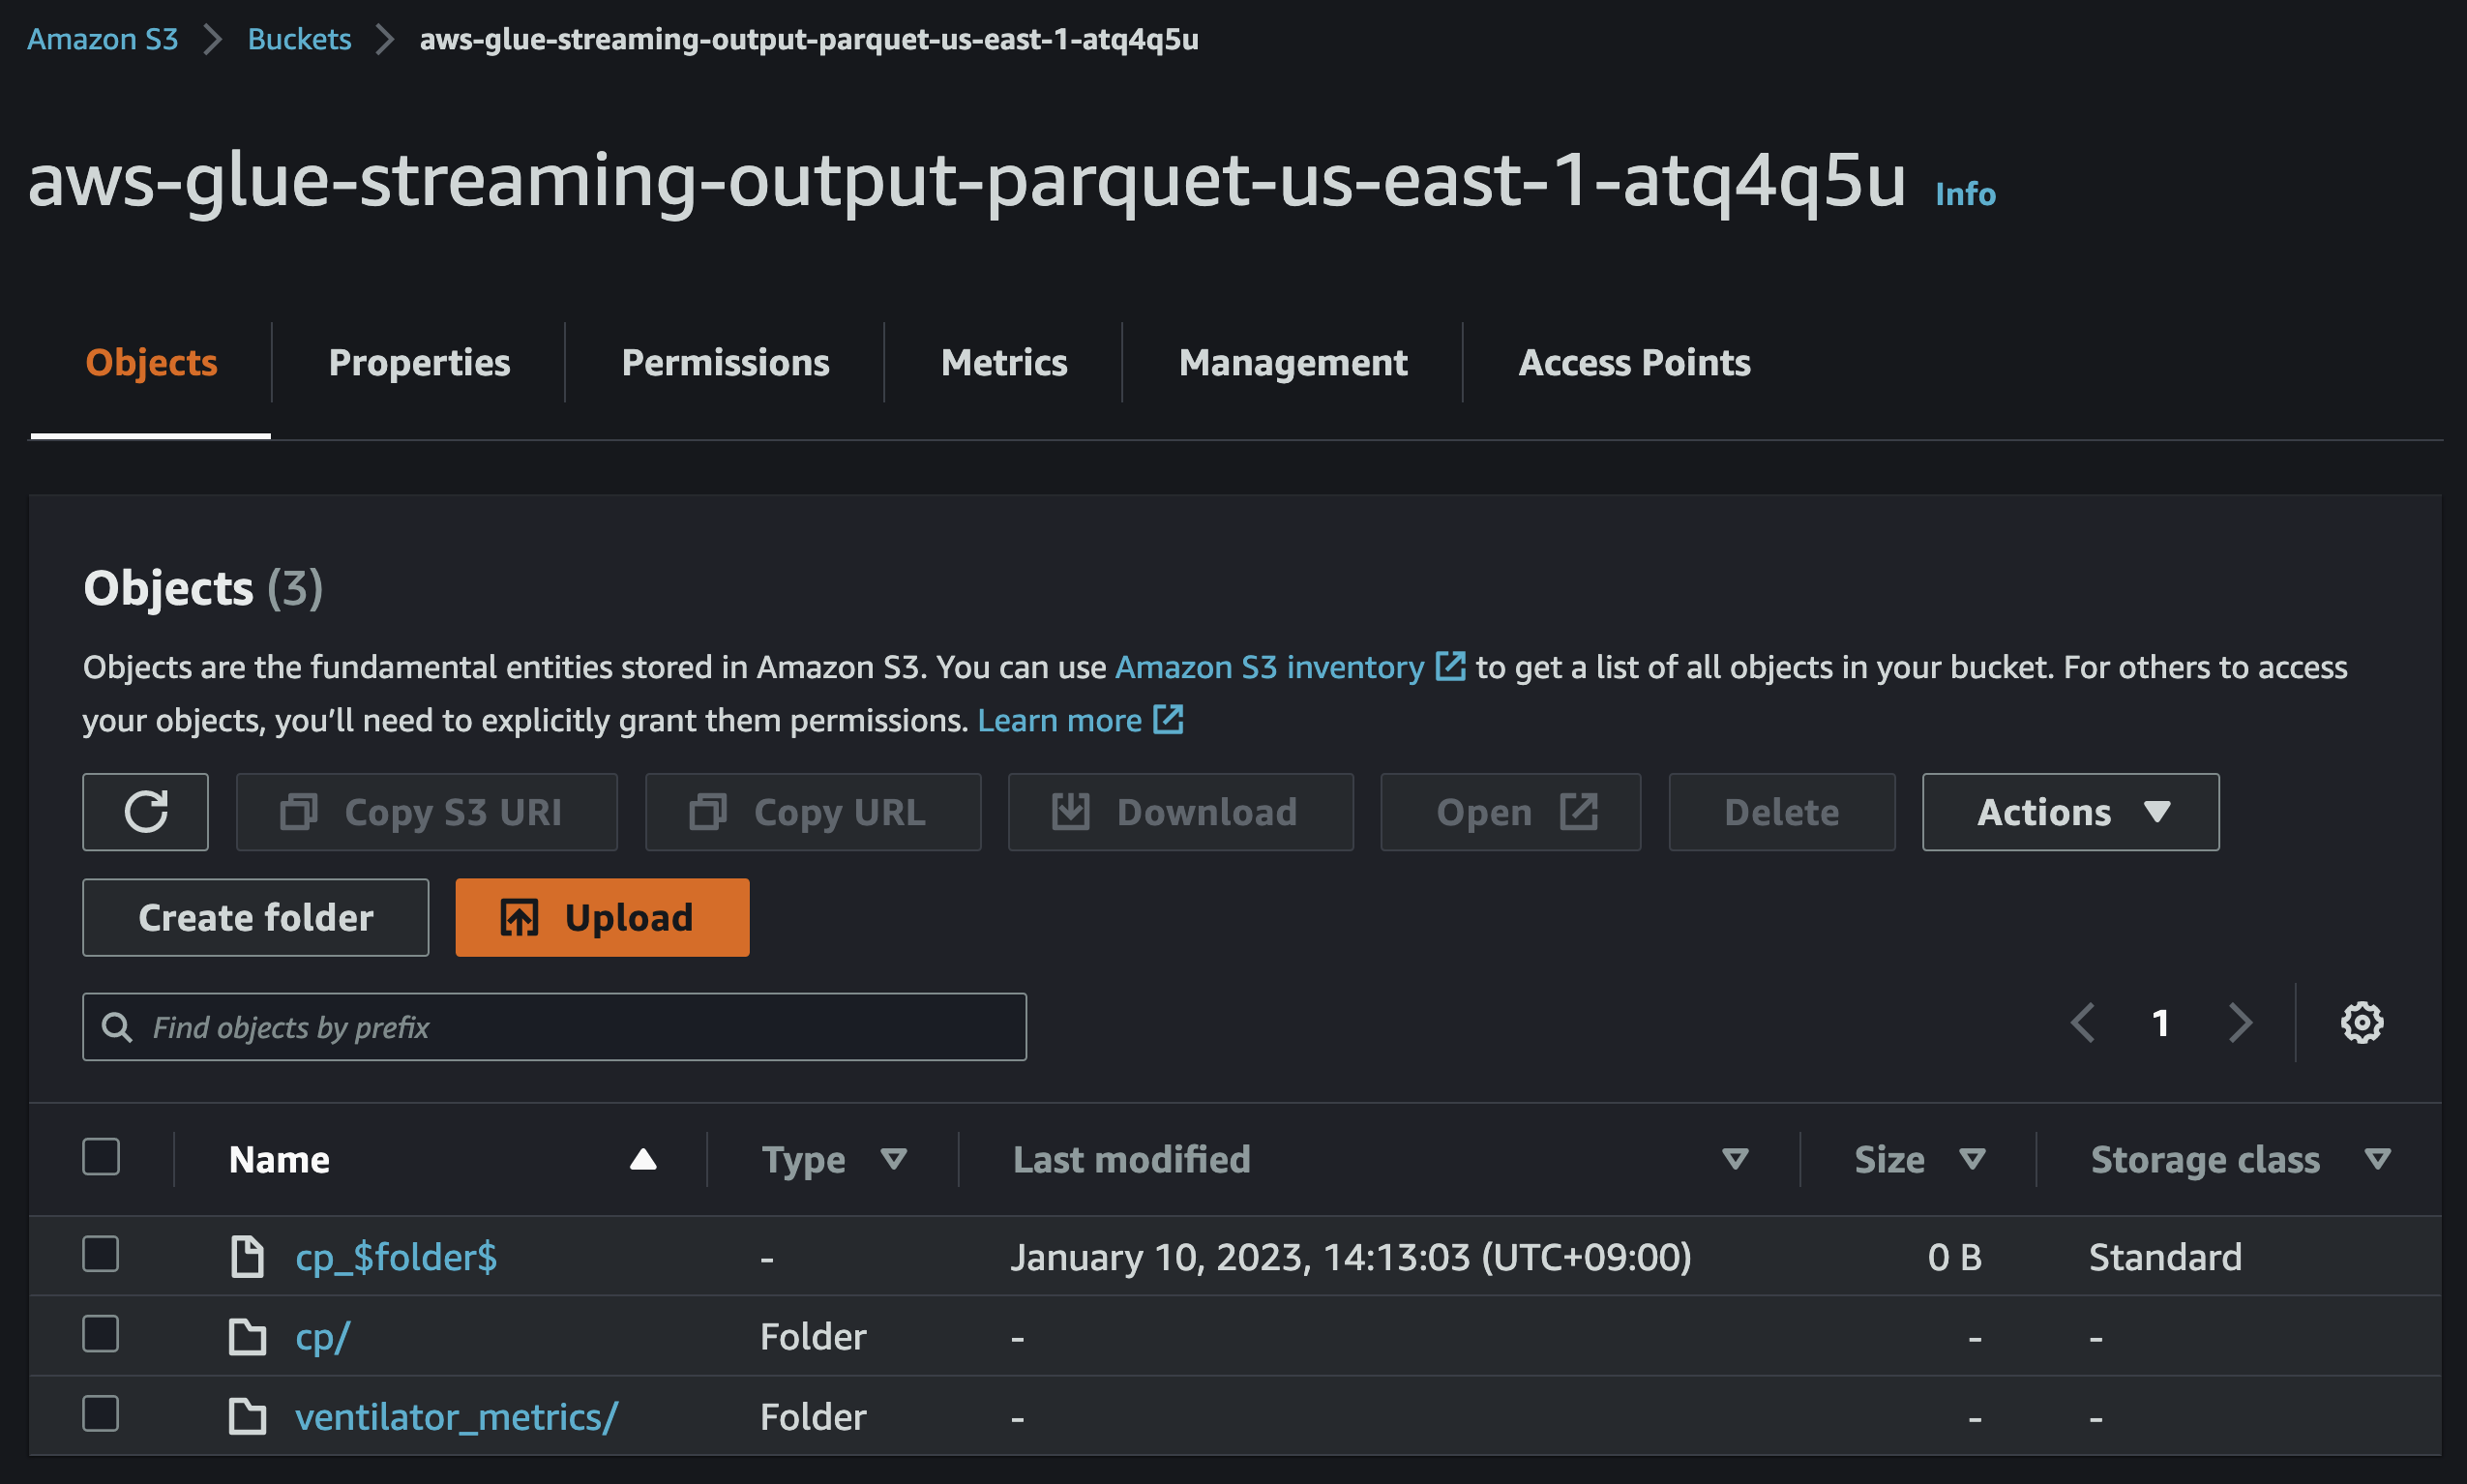 Amazon S3 > Buckets > aws-glue-streaming-output-parquet-us-east-1-atq4q5u
aws-glue-streaming-output-parquet-us-east-1-atq4q5u Info
Objects Properties Permissions Metrics Management Access Points
Objects (3)
Objects are the fundamental entities stored in Amazon S3. You can use Amazon S3 inventory to get a list of all objects in your bucket. For others to access
your objects, you’ll need to explicitly grant them permissions. Learn more
Copy S3 URI Copy URL Download Open Delete Actions
Create folder Upload
Find objects by prefix 1
Name Type Last modified Size Storage class
cp_$folder$ - January 10, 2023, 14:13:03 (UTC+09:00) 0 B Standard
cp/ Folder - - -
ventilator_metrics/ Folder - - -